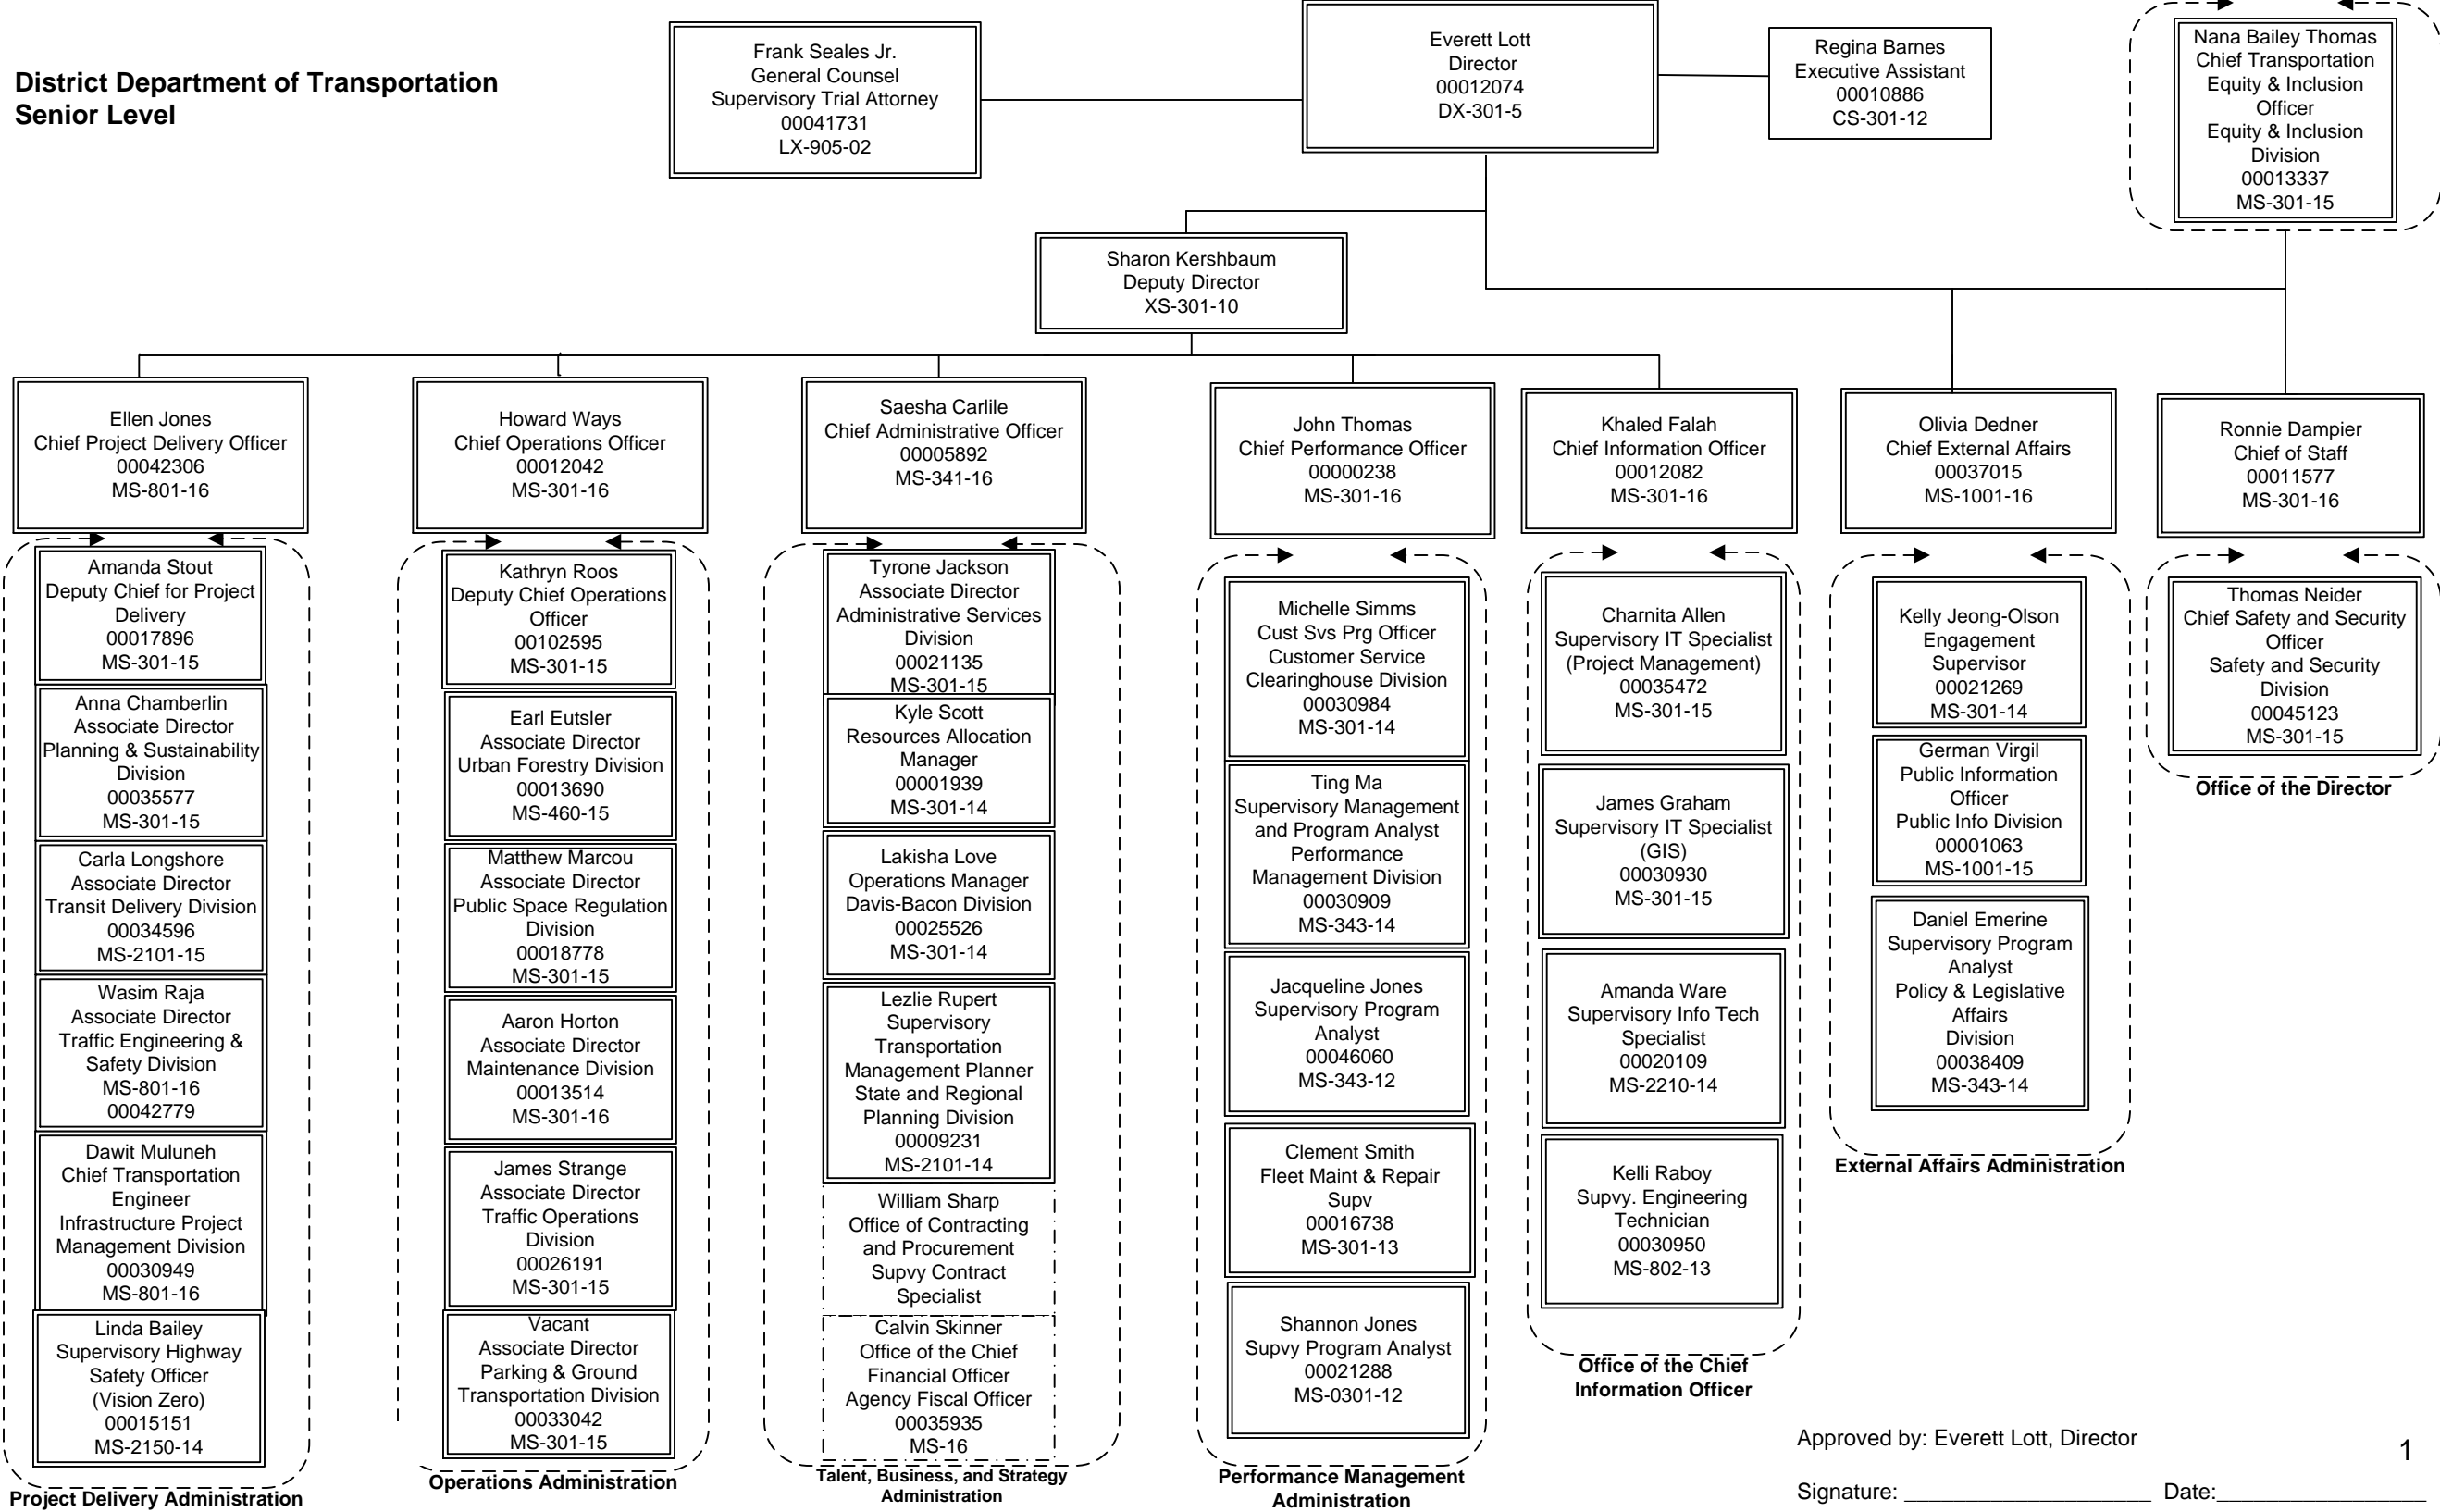 District Department of Transportation
Senior Level
Frank Seales Jr.
General Counsel
Supervisory Trial Attorney
00041731
LX-905-02
Everett Lott
Director
00012074
DX-301-5
Regina Barnes
Executive Assistant
00010886
CS-301-12
Nana Bailey Thomas
Chief Transportation
Equity & Inclusion
Officer
Equity & Inclusion
Division
00013337
MS-301-15
Sharon Kershbaum
Deputy Director
XS-301-10
Ellen Jones
Chief Project Delivery Officer
00042306
MS-801-16
Howard Ways
Chief Operations Officer
00012042
MS-301-16
Saesha Carlile
Chief Administrative Officer
00005892
MS-341-16
John Thomas
Chief Performance Officer
00000238
MS-301-16
Khaled Falah
Chief Information Officer
00012082
MS-301-16
Olivia Dedner
Chief External Affairs
00037015
MS-1001-16
Ronnie Dampier
Chief of Staff
00011577
MS-301-16
Amanda Stout
Deputy Chief for Project
Delivery
00017896
MS-301-15
Anna Chamberlin
Associate Director
Planning & Sustainability
Division
00035577
MS-301-15
Carla Longshore
Associate Director
Transit Delivery Division
00034596
MS-2101-15
Wasim Raja
Associate Director
Traffic Engineering &
Safety Division
MS-801-16
00042779
Dawit Muluneh
Chief Transportation
Engineer
Infrastructure Project
Management Division
00030949
MS-801-16
Linda Bailey
Supervisory Highway
Safety Officer
(Vision Zero)
00015151
MS-2150-14
Project Delivery Administration
Kathryn Roos
Deputy Chief Operations
Officer
00102595
MS-301-15
Earl Eutsler
Associate Director
Urban Forestry Division
00013690
MS-460-15
Matthew Marcou
Associate Director
Public Space Regulation
Division
00018778
MS-301-15
Aaron Horton
Associate Director
Maintenance Division
00013514
MS-301-16
James Strange
Associate Director
Traffic Operations
Division
00026191
MS-301-15
Vacant
Associate Director
Parking & Ground
Transportation Division
00033042
MS-301-15
Operations Administration
Tyrone Jackson
Associate Director
Administrative Services
Division
00021135
MS-301-15
Kyle Scott
Resources Allocation
Manager
00001939
MS-301-14
Lakisha Love
Operations Manager
Davis-Bacon Division
00025526
MS-301-14
Lezlie Rupert
Supervisory
Transportation
Management Planner
State and Regional
Planning Division
00009231
MS-2101-14
William Sharp
Office of Contracting
and Procurement
Supvy Contract
Specialist
Calvin Skinner
Office of the Chief
Financial Officer
Agency Fiscal Officer
00035935
MS-16
Talent, Business, and Strategy
Administration
Michelle Simms
Cust Svs Prg Officer
Customer Service
Clearinghouse Division
00030984
MS-301-14
Ting Ma
Supervisory Management
and Program Analyst
Performance
Management Division
00030909
MS-343-14
Jacqueline Jones
Supervisory Program
Analyst
00046060
MS-343-12
Clement Smith
Fleet Maint & Repair
Supv
00016738
MS-301-13
Shannon Jones
Supvy Program Analyst
00021288
MS-0301-12
Performance Management
Administration
Charnita Allen
Supervisory IT Specialist
(Project Management)
00035472
MS-301-15
James Graham
Supervisory IT Specialist
(GIS)
00030930
MS-301-15
Amanda Ware
Supervisory Info Tech
Specialist
00020109
MS-2210-14
Kelli Raboy
Supvy. Engineering
Technician
00030950
MS-802-13
Office of the Chief
Information Officer
Kelly Jeong-Olson
Engagement
Supervisor
00021269
MS-301-14
German Virgil
Public Information
Officer
Public Info Division
00001063
MS-1001-15
Daniel Emerine
Supervisory Program
Analyst
Policy & Legislative
Affairs
Division
00038409
MS-343-14
External Affairs Administration
Thomas Neider
Chief Safety and Security
Officer
Safety and Security
Division
00045123
MS-301-15
Office of the Director
Approved by: Everett Lott, Director
1
Signature: ______________________ Date:___________________